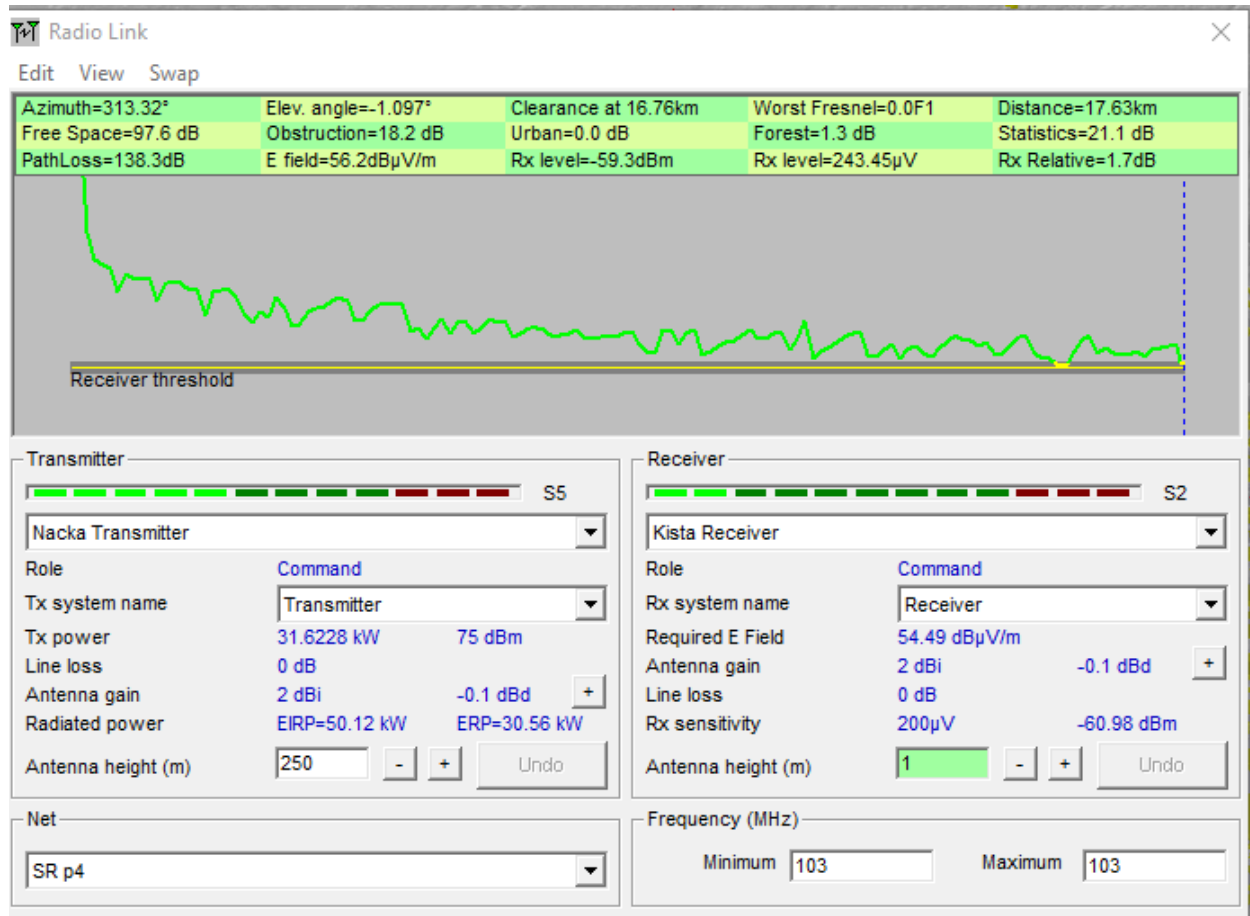 Radio Link
Edit View Swap
Azimuth=313.32° Elev. angle=-1.097° Clearance at 16.76km Worst Fresnel=0.0F1 Distance=17.63km
Free Space=97.6 dB Obstruction=18.2 dB Urban=0.0 dB Forest=1.3 dB Statistics=21.1 dB
PathLoss=138.3dB E field=56.2dBµV/m Rx level=-59.3dBm Rx level=243.45µV Rx Relative=1.7dB
Receiver threshold
Transmitter
S5
Nacka Transmitter
Role Command
Tx system name Transmitter
Tx power 31.6228 kW 75 dBm
Line loss 0 dB
Antenna gain 2 dBi -0.1 dBd +
Radiated power EIRP=50.12 kW ERP=30.56 kW
Antenna height (m) 250 - + Undo
Net
SR p4
Receiver
S2
Kista Receiver
Role Command
Rx system name Receiver
Required E Field 54.49 dBµV/m
Antenna gain 2 dBi -0.1 dBd +
Line loss 0 dB
Rx sensitivity 200µV -60.98 dBm
Antenna height (m) 1 - + Undo
Frequency (MHz)
Minimum 103 Maximum 103